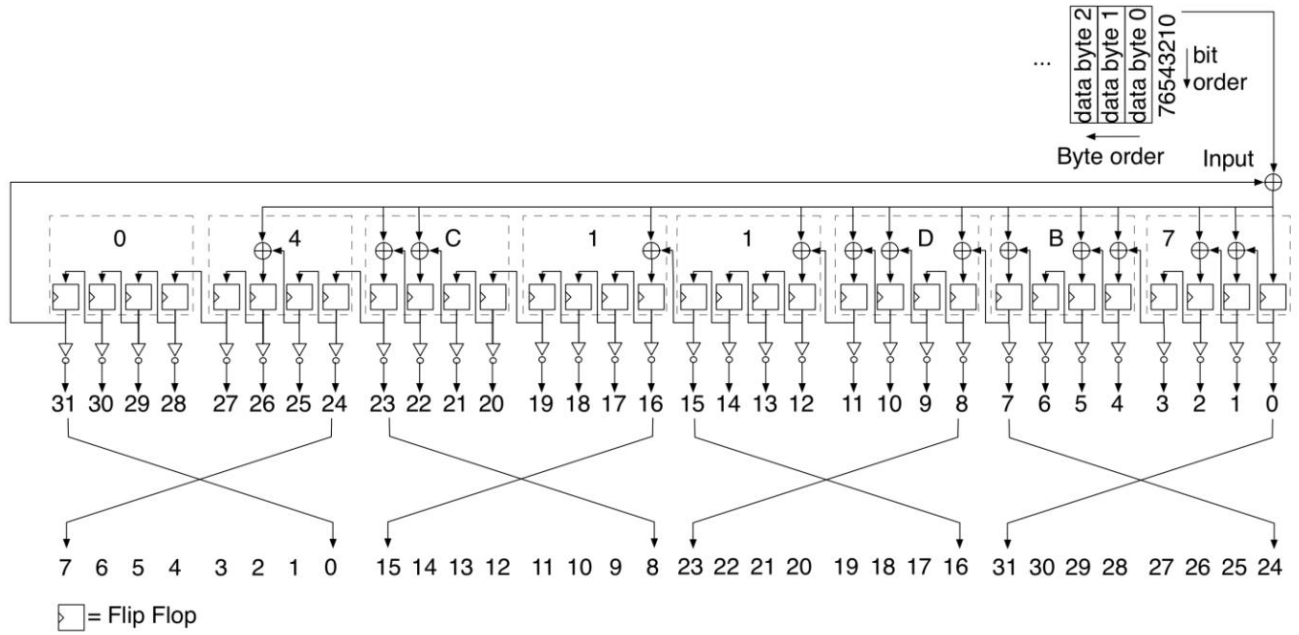 ...
data byte 2
data byte 1
data byte 0
76543210
bit
order
Byte order
Input
0 4 C 1 1 D B 7
31 30 29 28 27 26 25 24 23 22 21 20 19 18 17 16 15 14 13 12 11 10 9 8 7 6 5 4 3 2 1 0
7 6 5 4 3 2 1 0 15 14 13 12 11 10 9 8 23 22 21 20 19 18 17 16 31 30 29 28 27 26 25 24
= Flip Flop